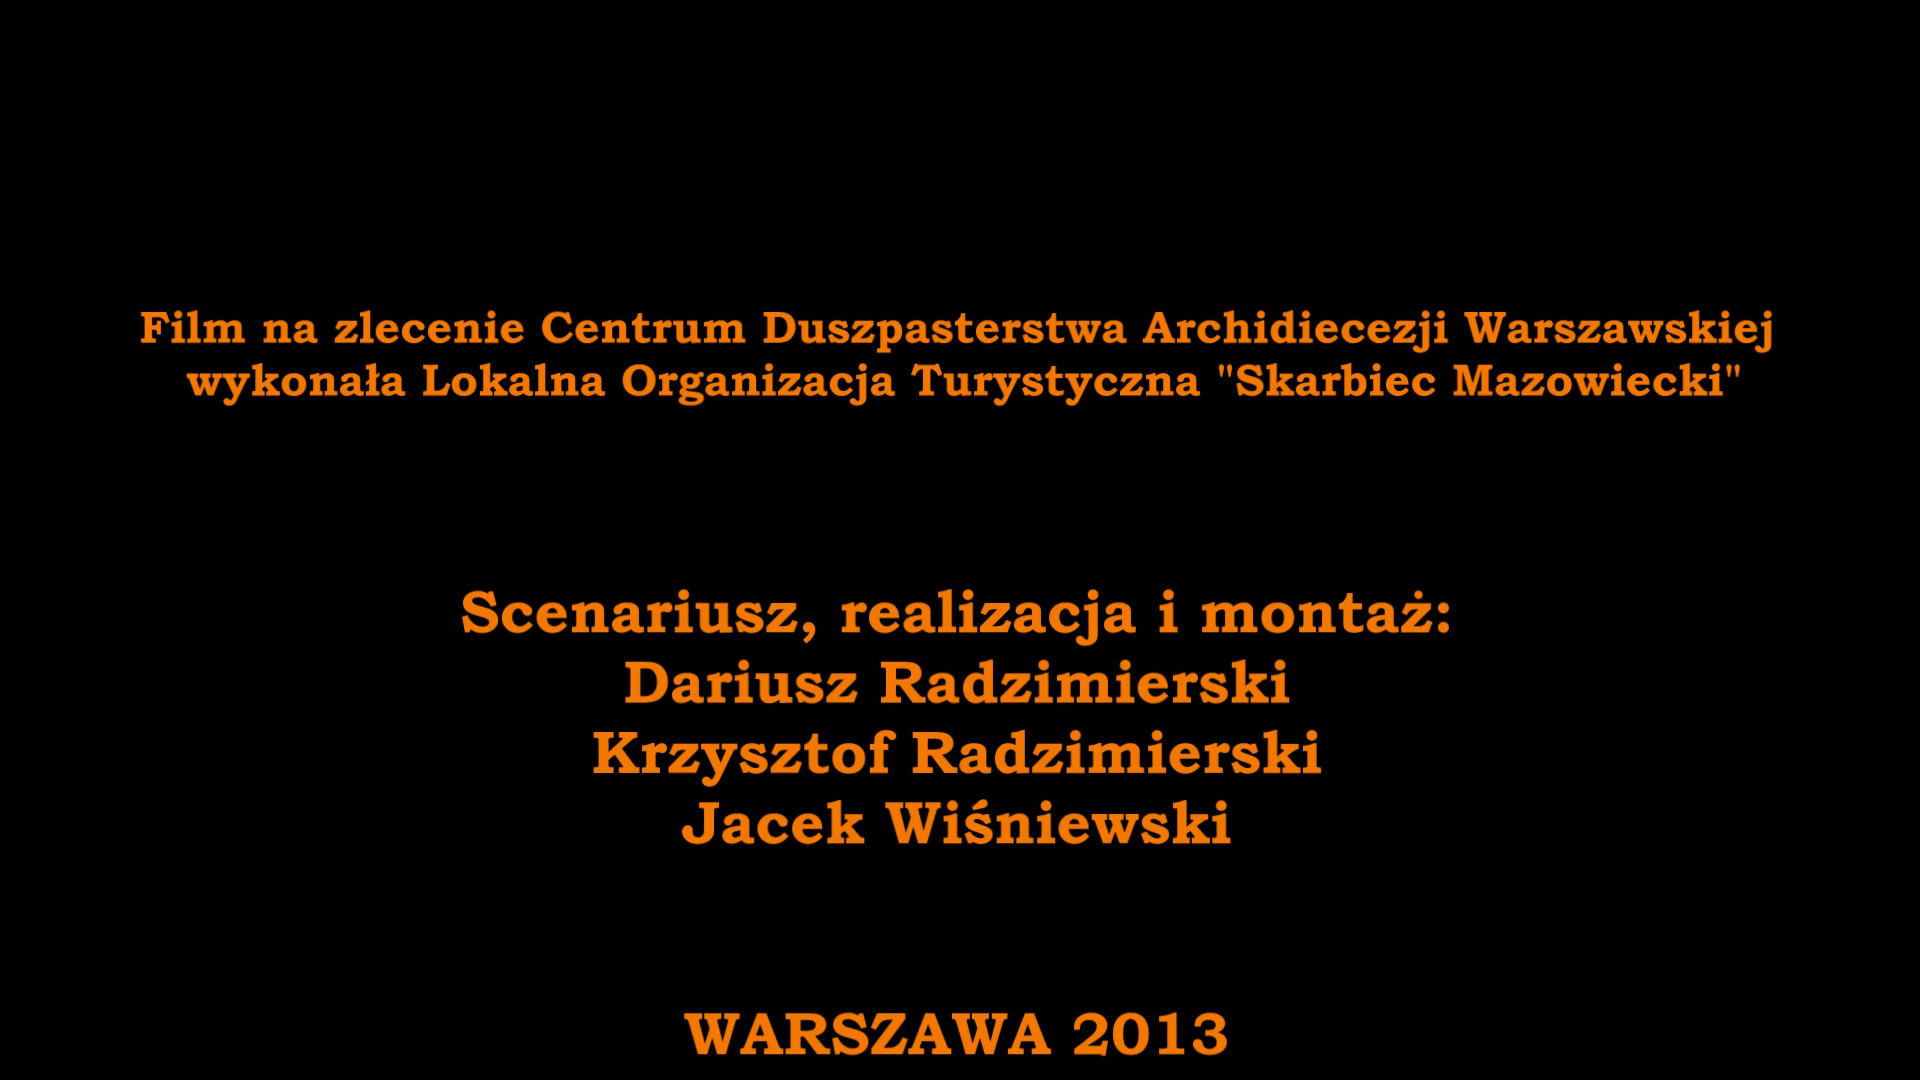 Film na zlecenie Centrum Duszpasterstwa Archidiecezji Warszawskiej
wykonała Lokalna Organizacja Turystyczna "Skarbiec Mazowiecki"
Scenariusz, realizacja i montaż:
Dariusz Radzimierski
Krzysztof Radzimierski
Jacek Wiśniewski
WARSZAWA 2013